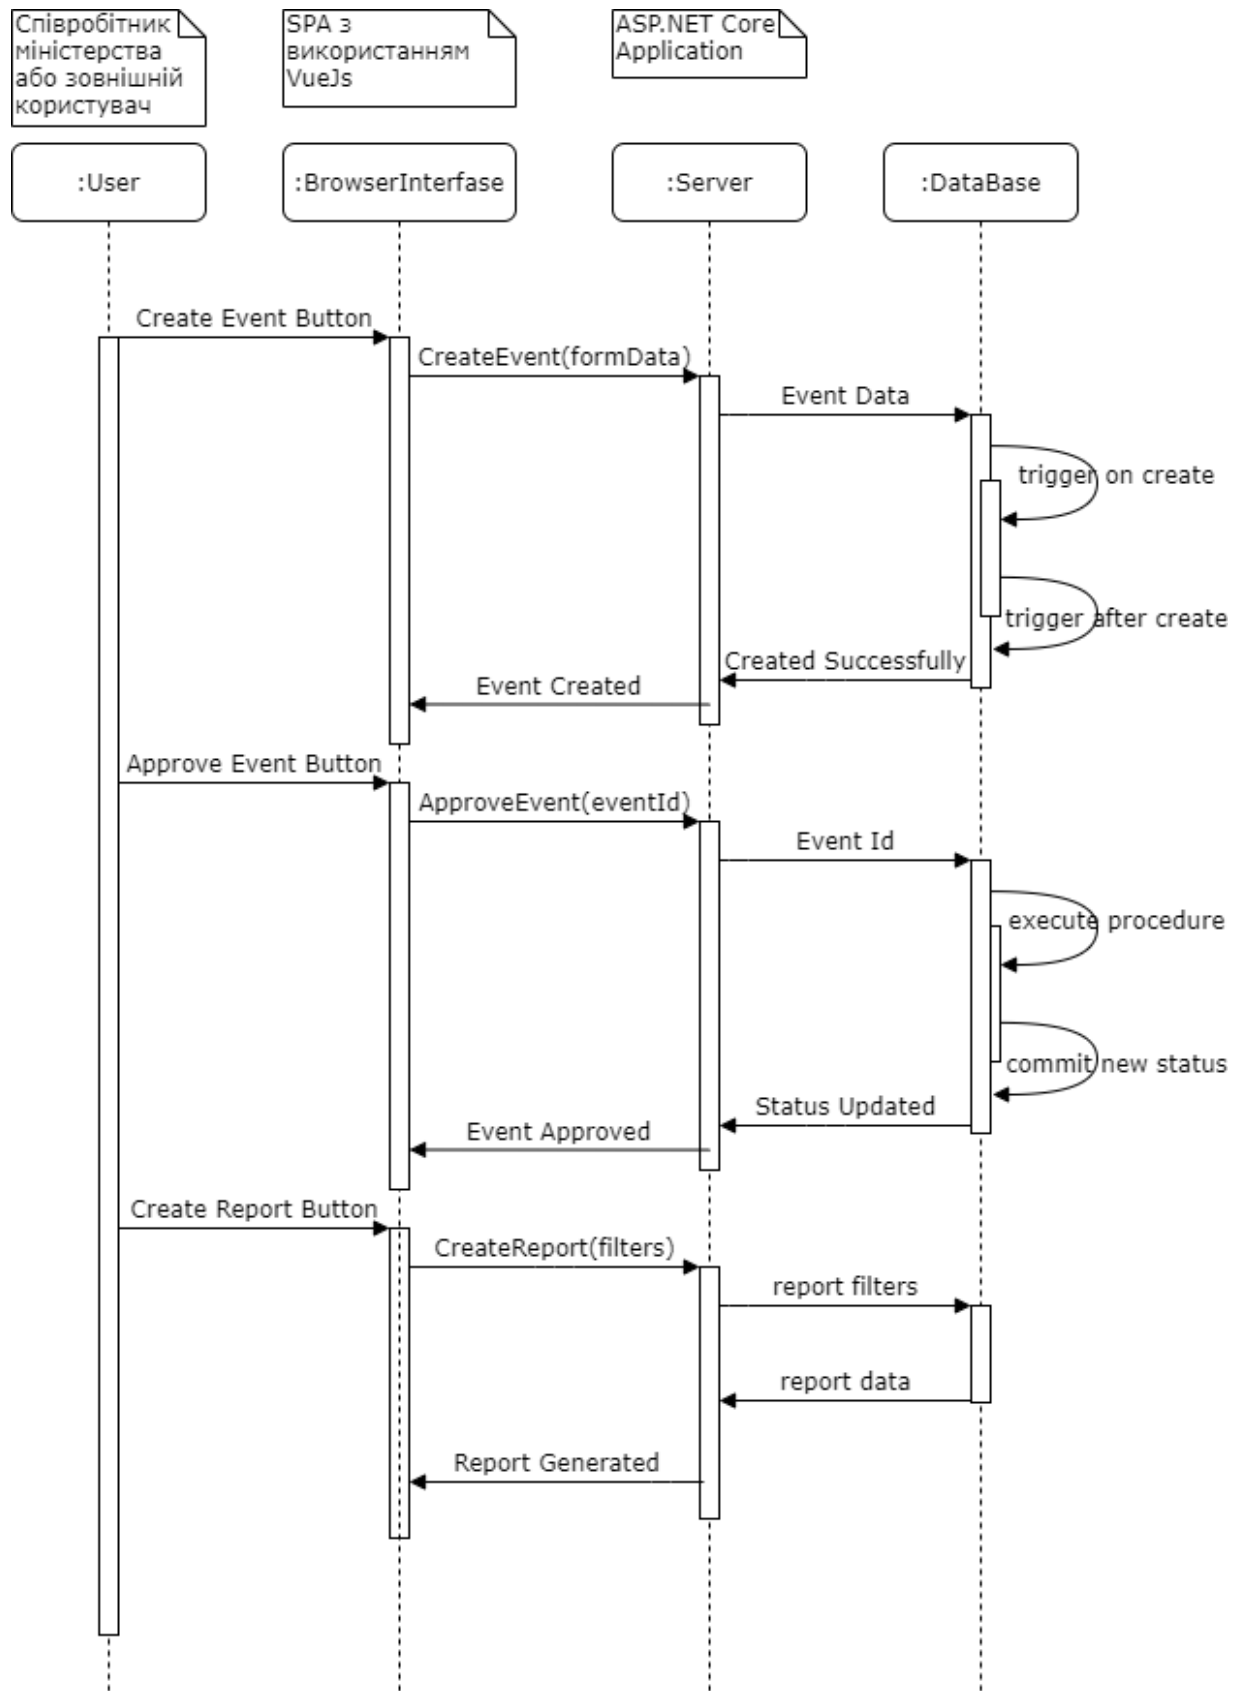 Співробітник
міністерства
або зовнішній
користувач
SPA з
використанням
VueJs
ASP.NET Core
Application
:User
:BrowserInterfase
:Server
:DataBase
Create Event Button
CreateEvent(formData)
Event Data
trigger on create
trigger after create
Created Successfully
Event Created
Approve Event Button
ApproveEvent(eventId)
Event Id
execute procedure
commit new status
Status Updated
Event Approved
Create Report Button
CreateReport(filters)
report filters
report data
Report Generated